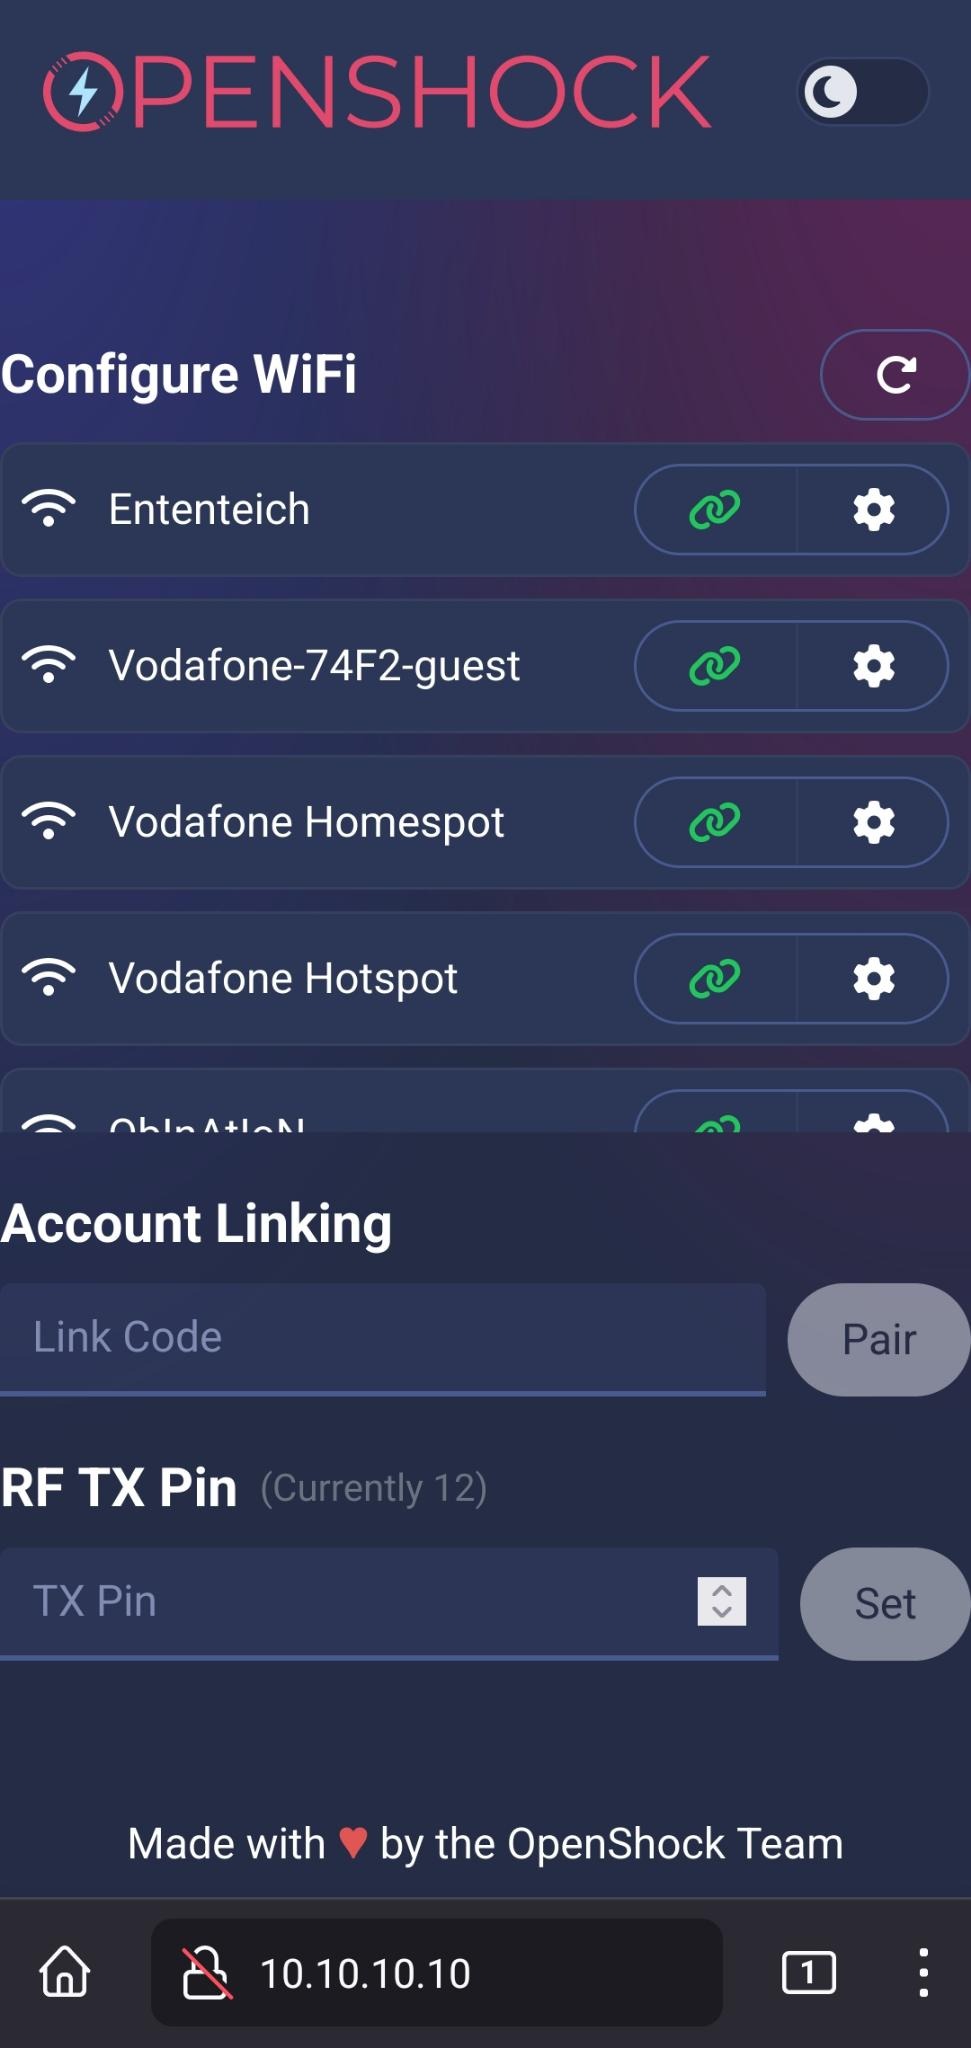 OPENSHOCK
Configure WiFi
Ententeich
Vodafone-74F2-guest
Vodafone Homespot
Vodafone Hotspot
Account Linking
Link Code
Pair
RF TX Pin (Currently 12)
TX Pin
Set
Made with ♥ by the OpenShock Team
10.10.10.10
1